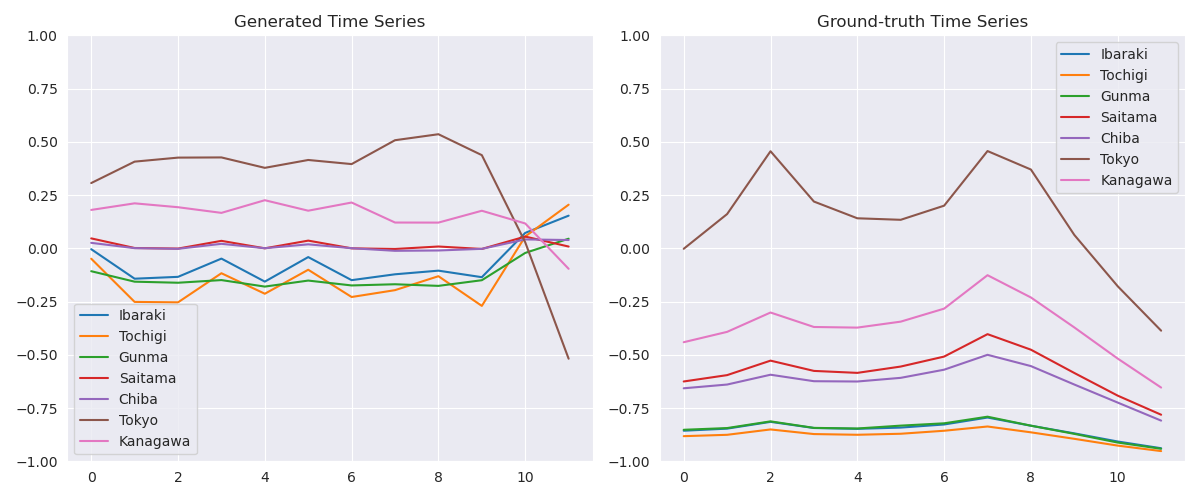 Generated Time Series
1.00
0.75
0.50
0.25
0.00
−0.25
−0.50
−0.75
−1.00
Ibaraki
Tochigi
Gunma
Saitama
Chiba
Tokyo
Kanagawa
0 2 4 6 8 10
Ground-truth Time Series
1.00
0.75
0.50
0.25
0.00
−0.25
−0.50
−0.75
−1.00
Ibaraki
Tochigi
Gunma
Saitama
Chiba
Tokyo
Kanagawa
0 2 4 6 8 10